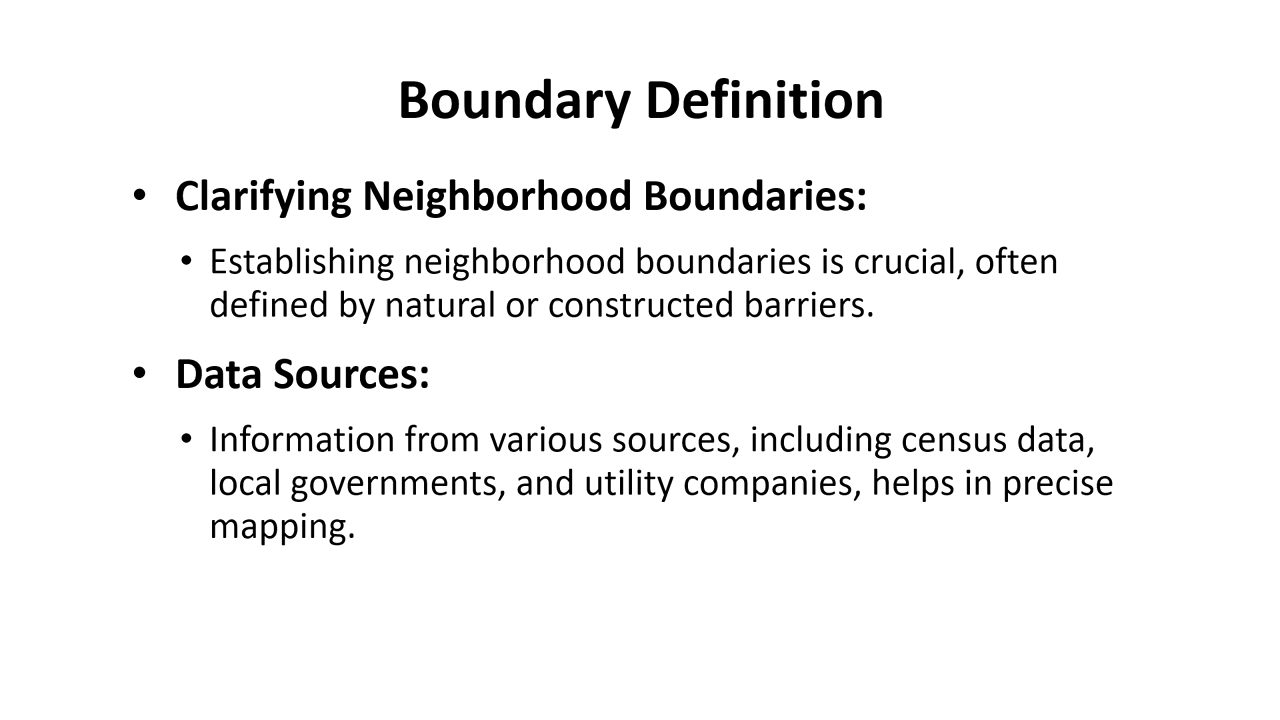 Boundary Definition
• Clarifying Neighborhood Boundaries:
• Establishing neighborhood boundaries is crucial, often
defined by natural or constructed barriers.
• Data Sources:
• Information from various sources, including census data,
local governments, and utility companies, helps in precise
mapping.